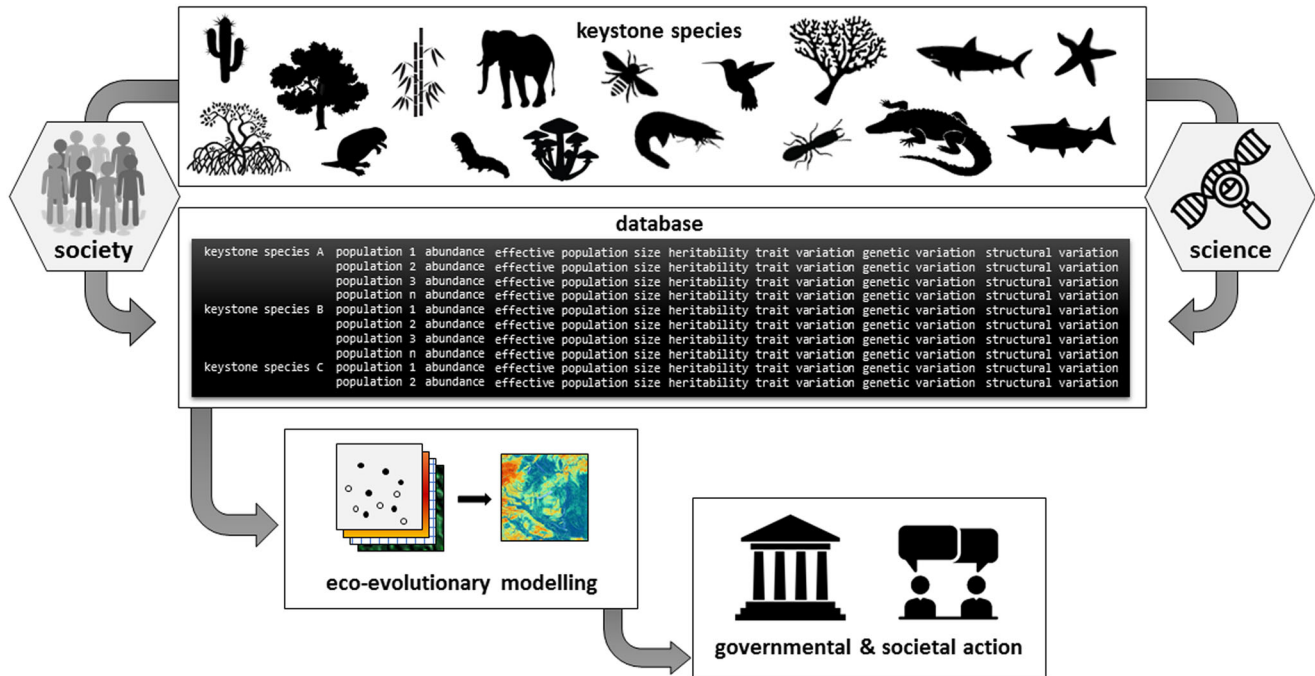 keystone species
society
science
database
keystone species A population 1 abundance effective population size heritability trait variation genetic variation structural variation
population 2 abundance effective population size heritability trait variation genetic variation structural variation
population 3 abundance effective population size heritability trait variation genetic variation structural variation
population n abundance effective population size heritability trait variation genetic variation structural variation
keystone species B population 1 abundance effective population size heritability trait variation genetic variation structural variation
population 2 abundance effective population size heritability trait variation genetic variation structural variation
population 3 abundance effective population size heritability trait variation genetic variation structural variation
population n abundance effective population size heritability trait variation genetic variation structural variation
keystone species C population 1 abundance effective population size heritability trait variation genetic variation structural variation
population 2 abundance effective population size heritability trait variation genetic variation structural variation
eco-evolutionary modelling
governmental & societal action